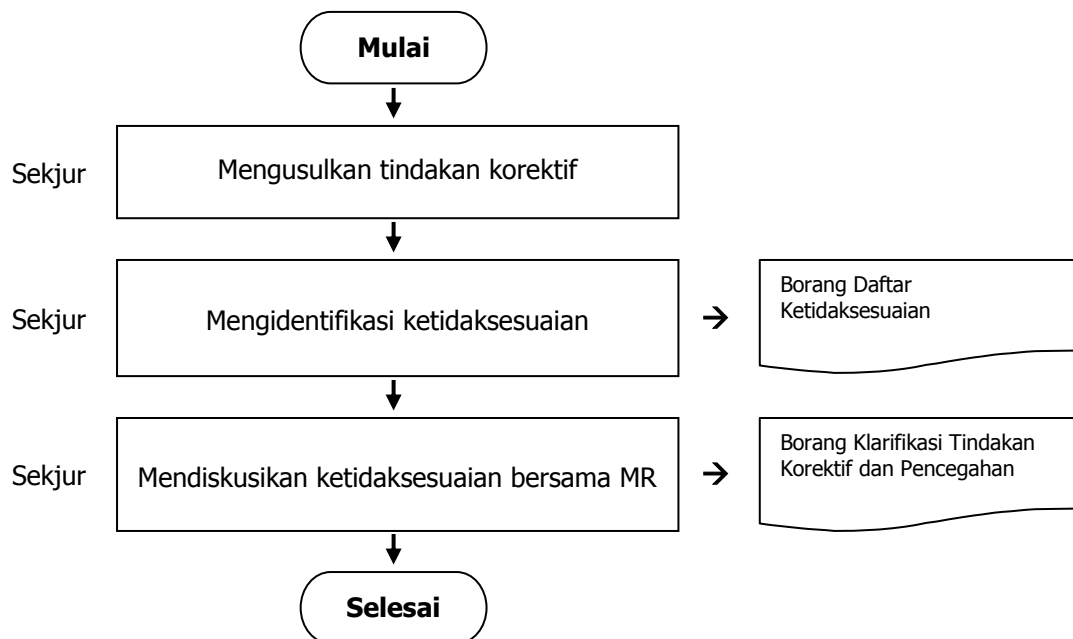 Mulai
Sekjur
Mengusulkan tindakan korektif
Sekjur
Mengidentifikasi ketidaksesuaian
Borang Daftar
Ketidaksesuaian
Sekjur
Mendiskusikan ketidaksesuaian bersama MR
Borang Klarifikasi Tindakan
Korektif dan Pencegahan
Selesai